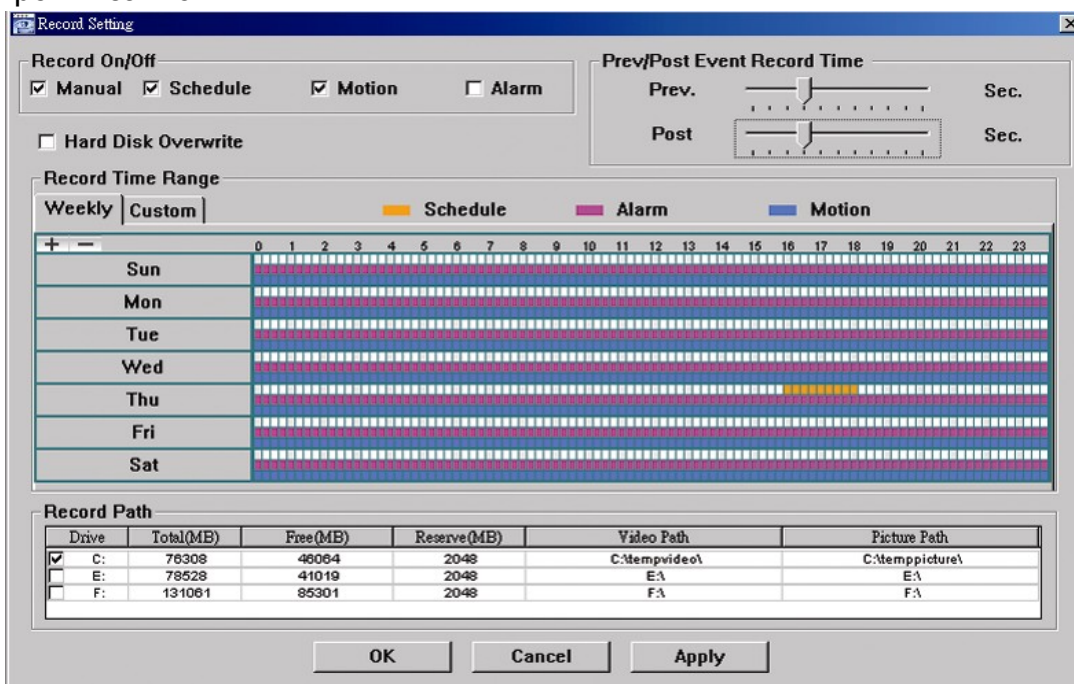 Record Setting
Record On/Off
Manual Schedule Motion Alarm
Hard Disk Overwrite
Prev/Post Event Record Time
Prev. Sec.
Post Sec.
Record Time Range
Weekly Custom Schedule Alarm Motion
+ - 0 1 2 3 4 5 6 7 8 9 10 11 12 13 14 15 16 17 18 19 20 21 22 23
Sun
Mon
Tue
Wed
Thu
Fri
Sat
Record Path
Drive Total(MB) Free(MB) Reserve(MB) Video Path Picture Path
C: 76308 46064 2048 C:\tempvideo\ C:\temppicture\
E: 78528 41019 2048 E:\ E:\
F: 131061 85301 2048 F:\ F:\
OK Cancel Apply